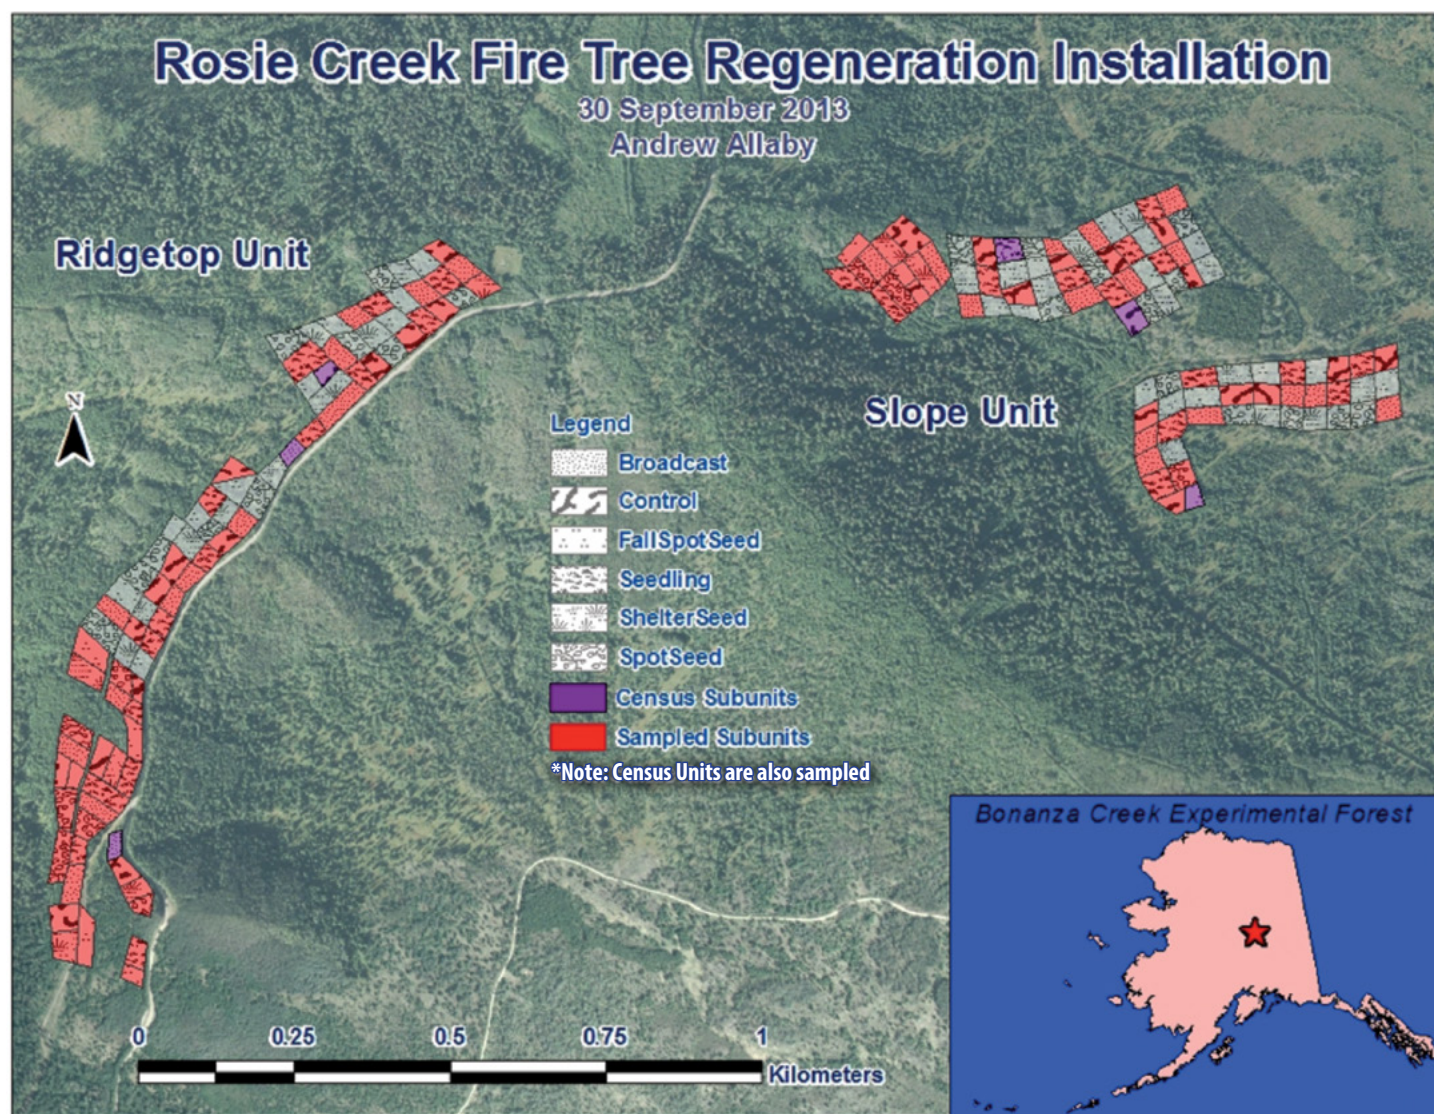 Rosie Creek Fire Tree Regeneration Installation
30 September 2013
Andrew Allaby
Ridgetop Unit
Slope Unit
N
Legend
Broadcast
Control
FallSpotSeed
Seedling
ShelterSeed
SpotSeed
Census Subunits
Sampled Subunits
*Note: Census Units are also sampled
Bonanza Creek Experimental Forest
0 0.25 0.5 0.75 1
Kilometers